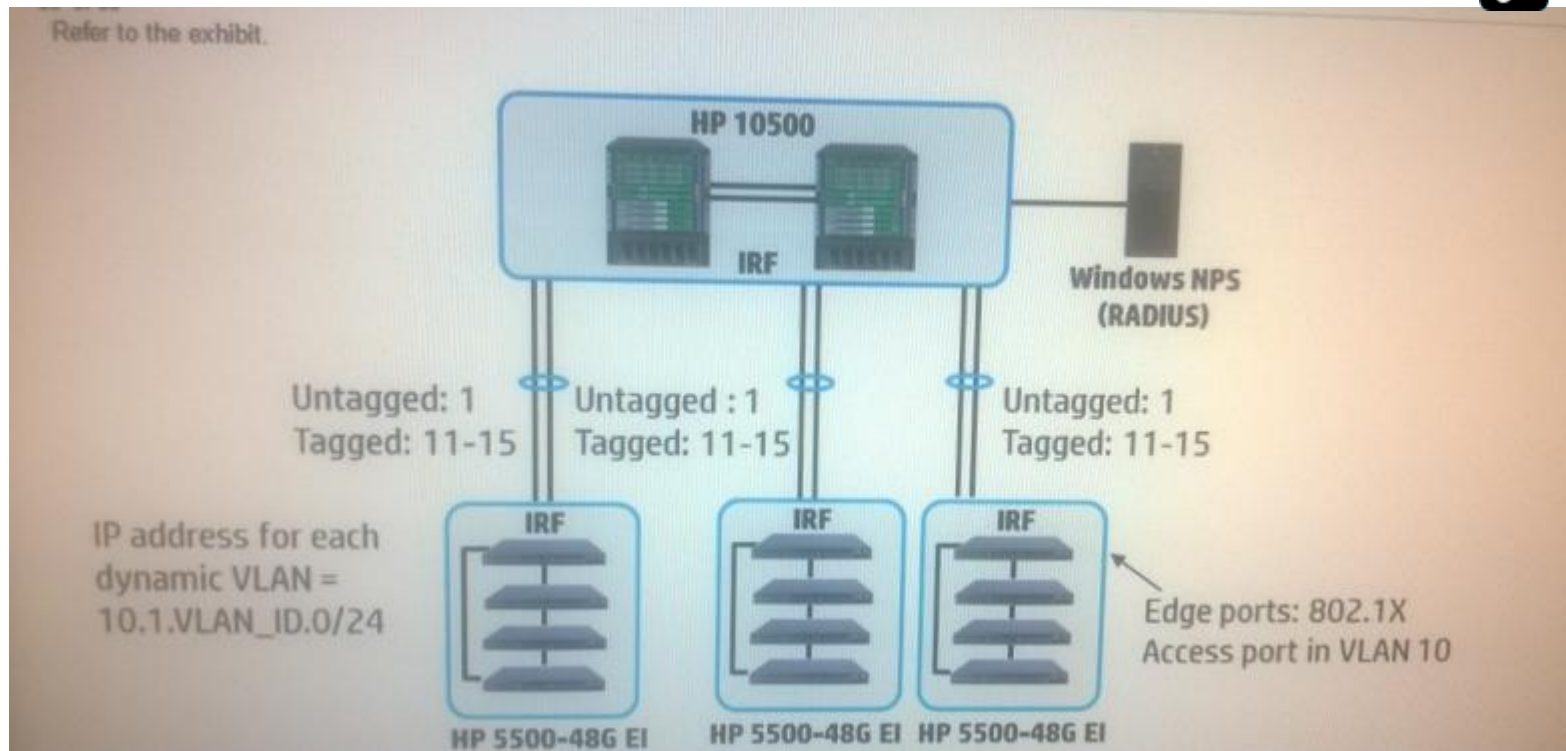 Refer to the exhibit.
HP 10500
IRF
Windows NPS
(RADIUS)
Untagged: 1
Tagged: 11-15
Untagged : 1
Tagged: 11-15
Untagged: 1
Tagged: 11-15
IP address for each
dynamic VLAN =
10.1.VLAN_ID.0/24
IRF
IRF
IRF
Edge ports: 802.1X
Access port in VLAN 10
HP 5500-48G EI
HP 5500-48G EI
HP 5500-48G EI